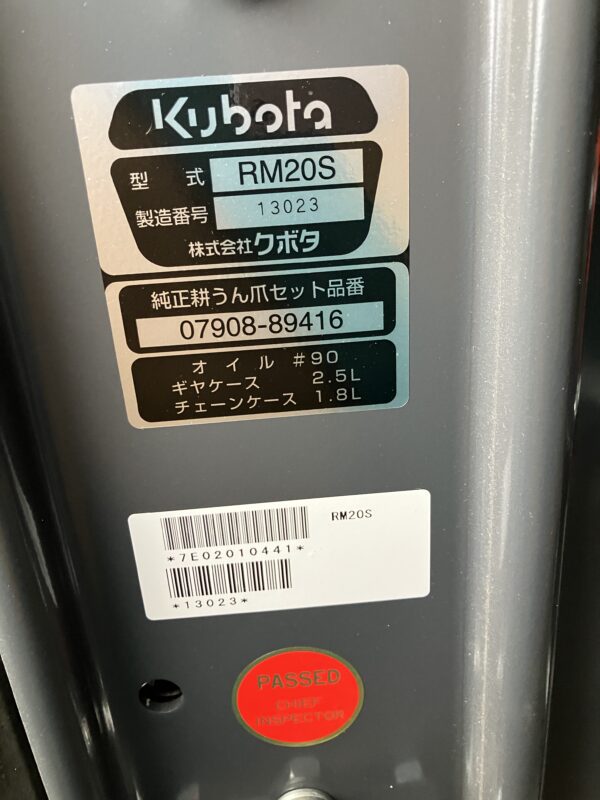 Kubota
型 式 RM20S
製造番号 13023
株式会社クボタ
純正耕うん爪セット品番
07908-89416
オイル #90
ギヤケース 2.5L
チェーンケース 1.8L
RM20S
*7E02010441*
*13023*
PASSED
CHIEF
INSPECTOR